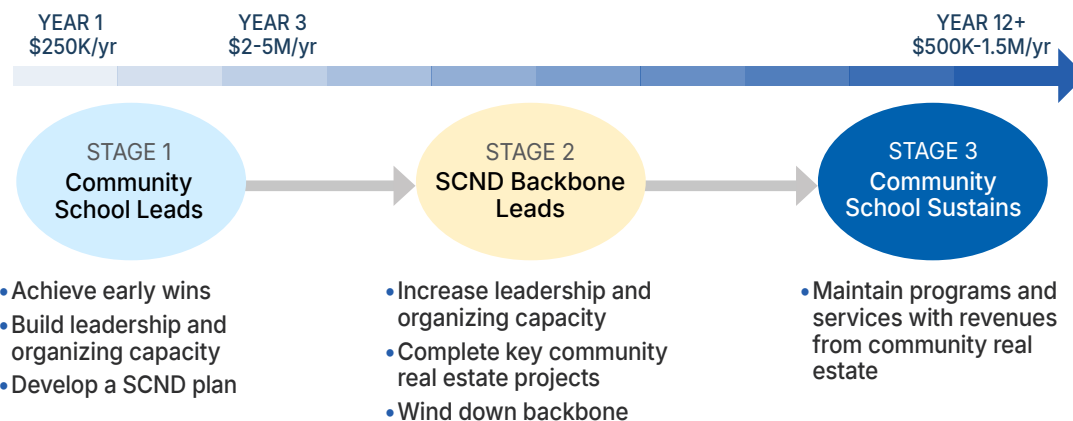 YEAR 1
$250K/yr
YEAR 3
$2-5M/yr
YEAR 12+
$500K-1.5M/yr
STAGE 1
Community
School Leads
STAGE 2
SCND Backbone
Leads
STAGE 3
Community
School Sustains
•Achieve early wins
•Build leadership and
organizing capacity
•Develop a SCND plan
•Increase leadership and
organizing capacity
•Complete key community
real estate projects
•Wind down backbone
•Maintain programs and
services with revenues
from community real
estate